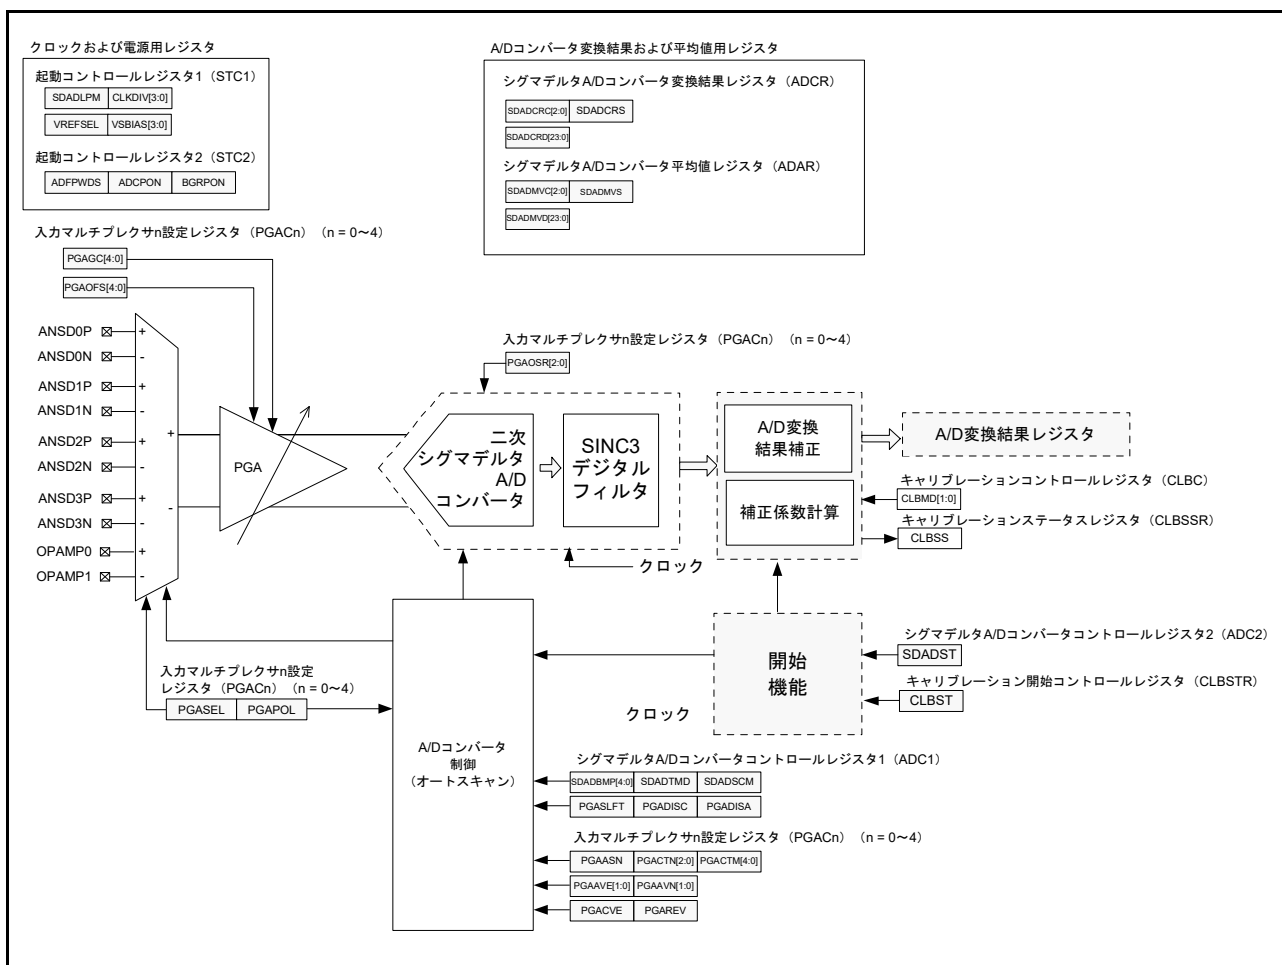 クロックおよび電源用レジスタ
起動コントロールレジスタ1（STC1）
SDADLPM CLKDIV[3:0]
VREFSEL VSBIAS[3:0]
起動コントロールレジスタ2（STC2）
ADFPWDS ADCPON BGRPON
A/Dコンバータ変換結果および平均値用レジスタ
シグマデルタA/Dコンバータ変換結果レジスタ（ADCR）
SDADCRC[2:0] SDADCRS
SDADCRD[23:0]
シグマデルタA/Dコンバータ平均値レジスタ（ADAR）
SDADMVC[2:0] SDADMVS
SDADMVD[23:0]
入力マルチプレクサn設定レジスタ（PGACn）（n = 0～4）
PGAGC[4:0]
PGAOFS[4:0]
ANSD0P +
ANSD0N -
ANSD1P +
ANSD1N -
ANSD2P +
ANSD2N -
ANSD3P +
ANSD3N -
OPAMP0 +
OPAMP1 -
+
-
PGA
入力マルチプレクサn設定レジスタ（PGACn）（n = 0～4）
PGAOSR[2:0]
二次
シグマデルタ
A/D
コンバータ
SINC3
デジタル
フィルタ
クロック
A/D変換
結果補正
補正係数計算
A/D変換結果レジスタ
キャリブレーションコントロールレジスタ（CLBC）
CLBMD[1:0]
キャリブレーションステータスレジスタ（CLBSSR）
CLBSS
開始
機能
シグマデルタA/Dコンバータコントロールレジスタ2（ADC2）
SDADST
キャリブレーション開始コントロールレジスタ（CLBSTR）
CLBST
入力マルチプレクサn設定
レジスタ（PGACn）（n = 0～4）
PGASEL PGAPOL
クロック
A/Dコンバータ
制御
（オートスキャン）
シグマデルタA/Dコンバータコントロールレジスタ1（ADC1）
SDADBMP[4:0] SDADTMD SDADSCM
PGASLFT PGADISC PGADISA
入力マルチプレクサn設定レジスタ（PGACn）（n = 0～4）
PGAASN PGACTN[2:0] PGACTM[4:0]
PGAAVE[1:0] PGAAVN[1:0]
PGACVE PGAREV